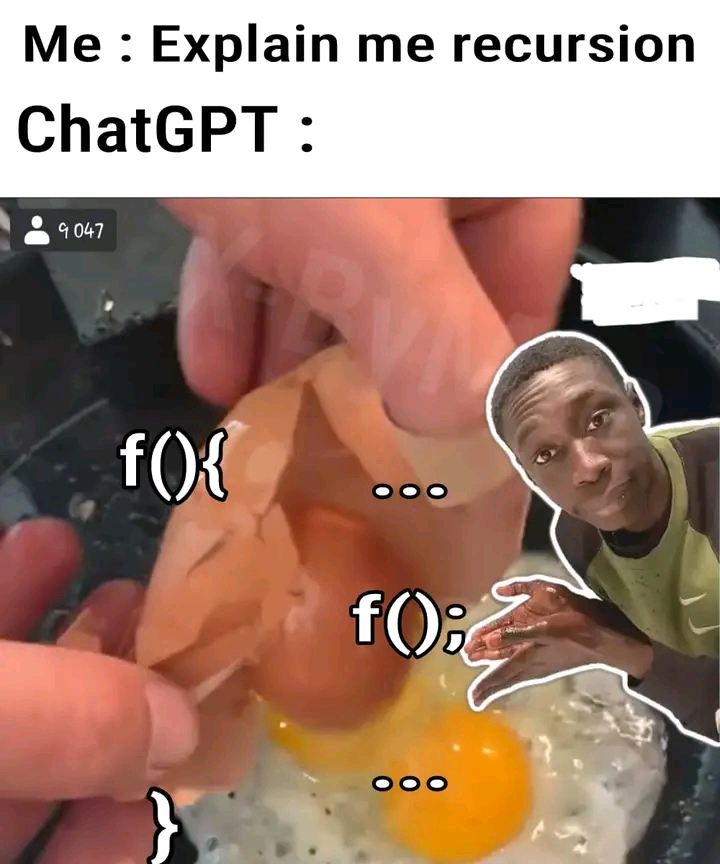 Me : Explain me recursion
ChatGPT :
9 047
f(){
...
f();
...
}